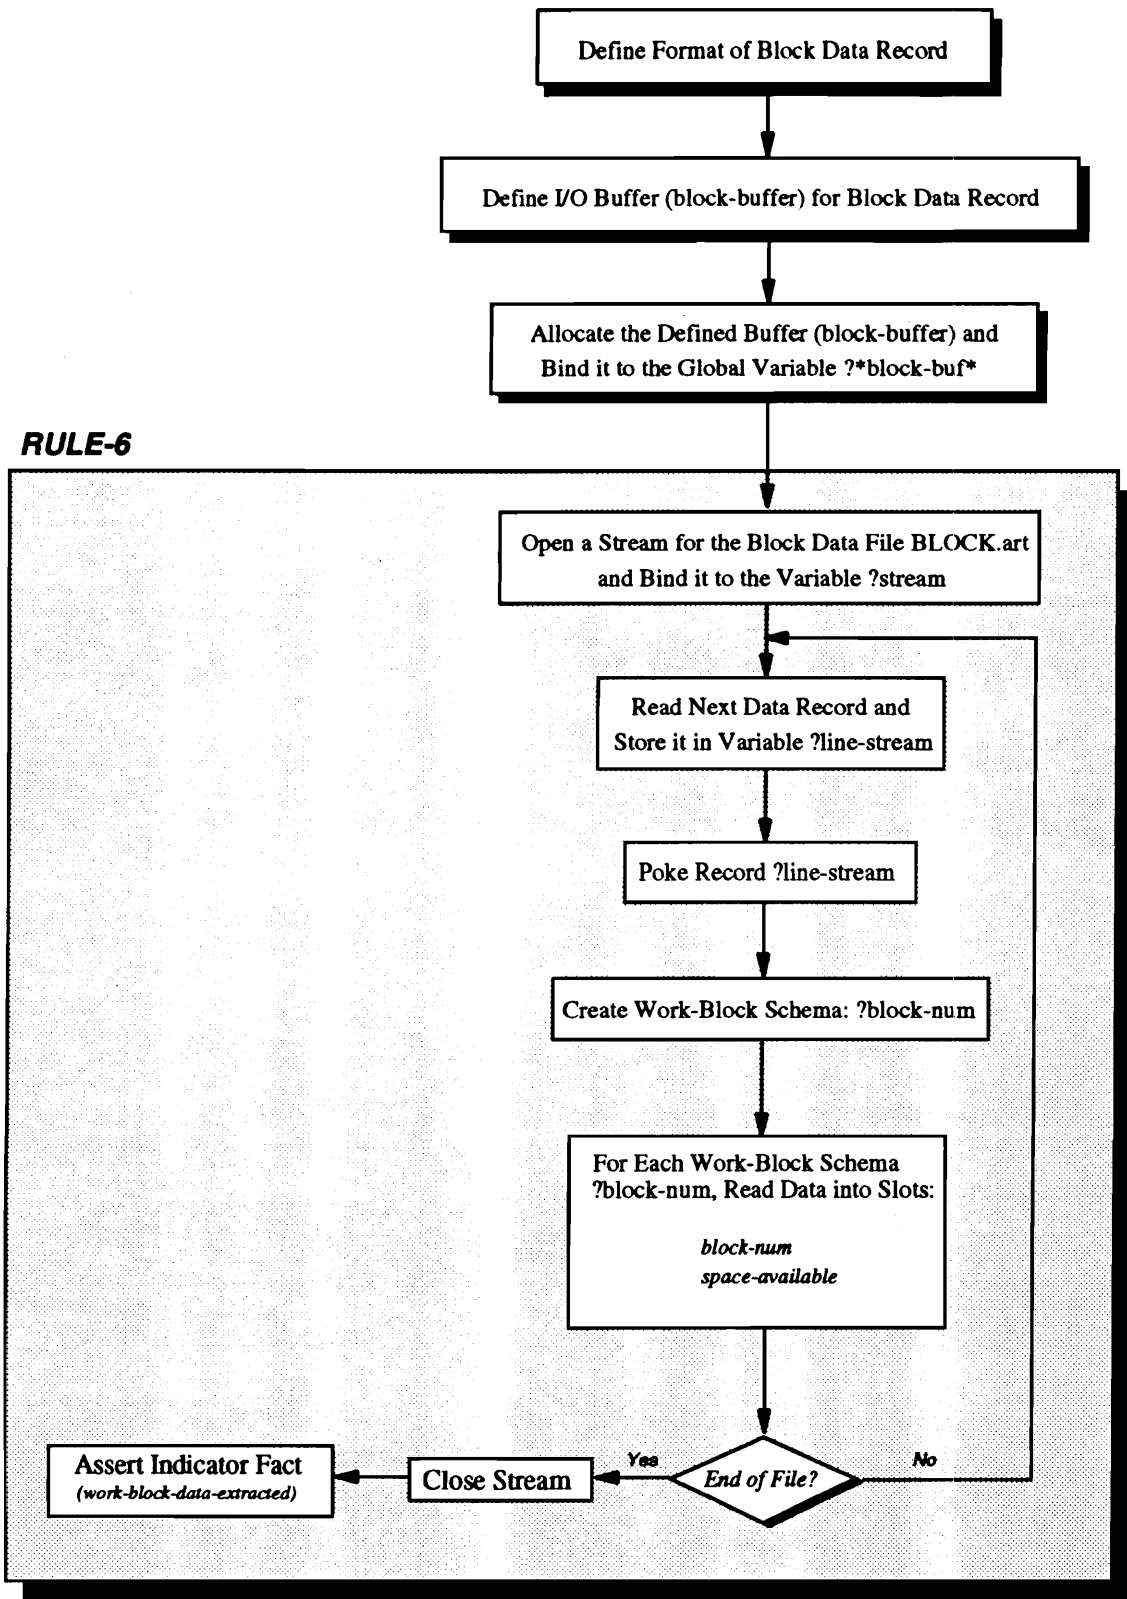 Define Format of Block Data Record
Define I/O Buffer (block-buffer) for Block Data Record
Allocate the Defined Buffer (block-buffer) and
Bind it to the Global Variable ?*block-buf*
RULE-6
Open a Stream for the Block Data File BLOCK.art
and Bind it to the Variable ?stream
Read Next Data Record and
Store it in Variable ?line-stream
Poke Record ?line-stream
Create Work-Block Schema: ?block-num
For Each Work-Block Schema
?block-num, Read Data into Slots:
block-num
space-available
End of File?
Yes
No
Close Stream
Assert Indicator Fact
(work-block-data-extracted)